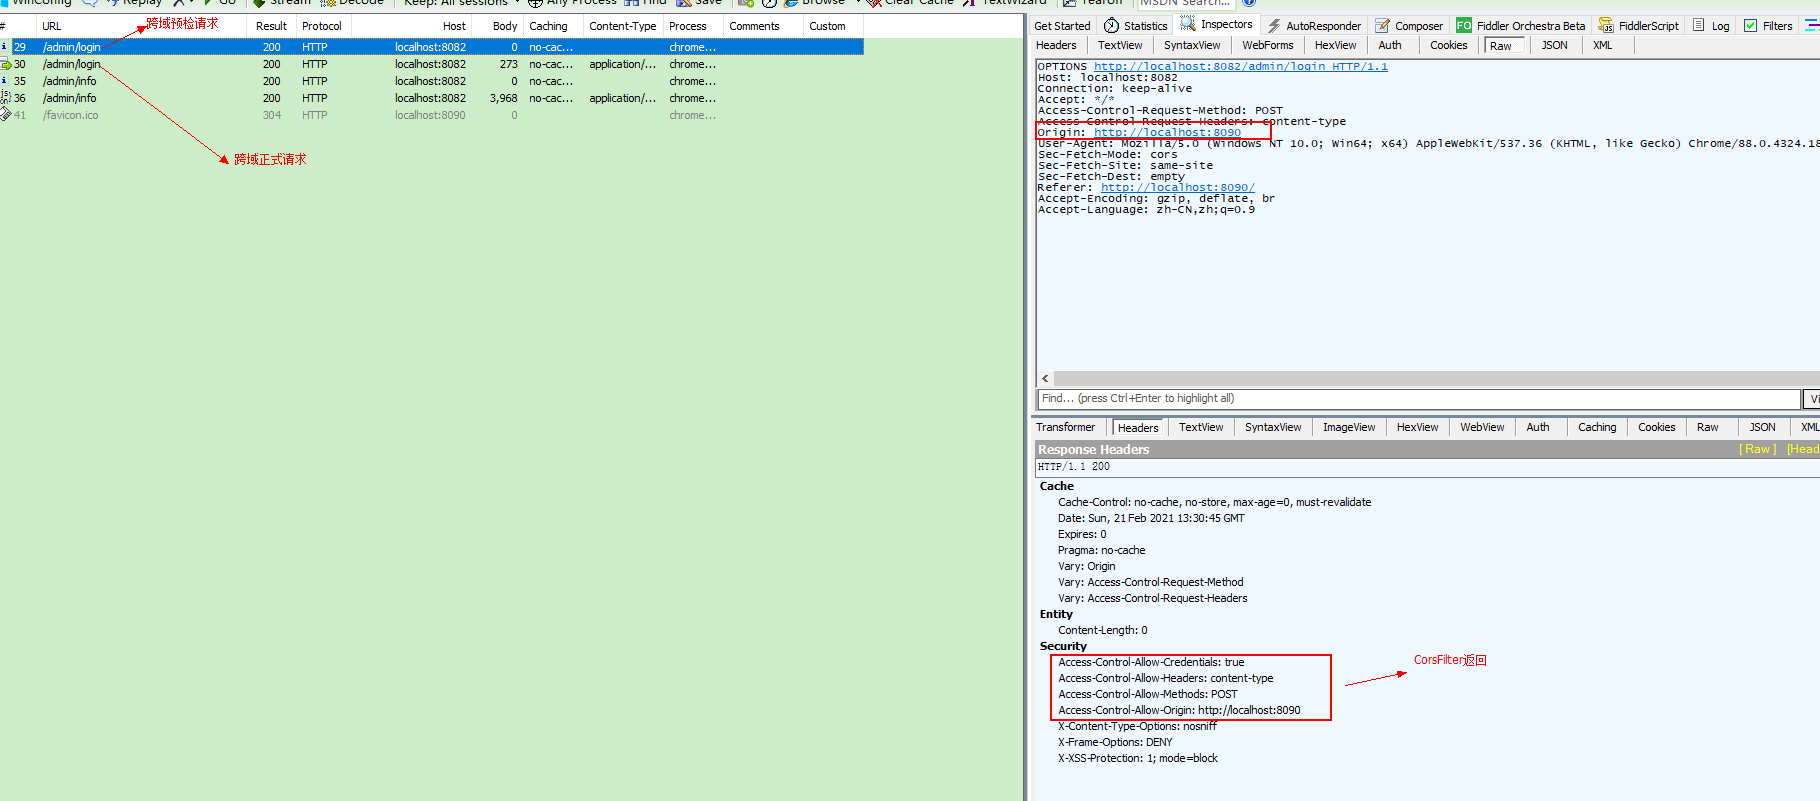 WinConfig Replay Go Stream Decode Keep: All sessions Any Process Find Save Browse Clear Cache TextWizard Tearoff MSDN Search...
# URL Result Protocol Host Body Caching Content-Type Process Comments Custom
跨域预检请求
29 /admin/login 200 HTTP localhost:8082 0 no-cac... chrome...
30 /admin/login 200 HTTP localhost:8082 273 no-cac... application/... chrome...
35 /admin/info 200 HTTP localhost:8082 0 no-cac... chrome...
36 /admin/info 200 HTTP localhost:8082 3,968 no-cac... application/... chrome...
41 /favicon.ico 304 HTTP localhost:8090 0 chrome...
跨域正式请求
Get Started Statistics Inspectors AutoResponder Composer FO Fiddler Orchestra Beta FiddlerScript Log Filters
Headers TextView SyntaxView WebForms HexView Auth Cookies Raw JSON XML
OPTIONS http://localhost:8082/admin/login HTTP/1.1
Host: localhost:8082
Connection: keep-alive
Accept: */*
Access-Control-Request-Method: POST
Access-Control-Request-Headers: content-type
Origin: http://localhost:8090
User-Agent: Mozilla/5.0 (Windows NT 10.0; Win64; x64) AppleWebKit/537.36 (KHTML, like Gecko) Chrome/88.0.4324.18
Sec-Fetch-Mode: cors
Sec-Fetch-Site: same-site
Sec-Fetch-Dest: empty
Referer: http://localhost:8090/
Accept-Encoding: gzip, deflate, br
Accept-Language: zh-CN,zh;q=0.9
Find... (press Ctrl+Enter to highlight all) Vi
Transformer Headers TextView SyntaxView ImageView HexView WebView Auth Caching Cookies Raw JSON XML
Response Headers [ Raw ] [Head
HTTP/1.1 200
Cache
Cache-Control: no-cache, no-store, max-age=0, must-revalidate
Date: Sun, 21 Feb 2021 13:30:45 GMT
Expires: 0
Pragma: no-cache
Vary: Origin
Vary: Access-Control-Request-Method
Vary: Access-Control-Request-Headers
Entity
Content-Length: 0
Security
Access-Control-Allow-Credentials: true
Access-Control-Allow-Headers: content-type
Access-Control-Allow-Methods: POST
Access-Control-Allow-Origin: http://localhost:8090
X-Content-Type-Options: nosniff
X-Frame-Options: DENY
X-XSS-Protection: 1; mode=block
CorsFilter返回